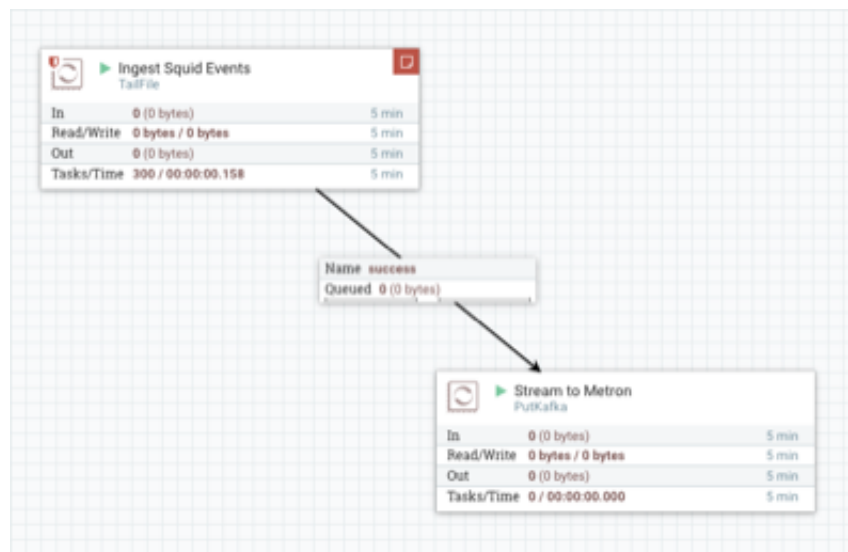 Ingest Squid Events
TailFile
In 0 (0 bytes) 5 min
Read/Write 0 bytes / 0 bytes 5 min
Out 0 (0 bytes) 5 min
Tasks/Time 300 / 00:00:00.158 5 min
Name success
Queued 0 (0 bytes)
Stream to Metron
PutKafka
In 0 (0 bytes) 5 min
Read/Write 0 bytes / 0 bytes 5 min
Out 0 (0 bytes) 5 min
Tasks/Time 0 / 00:00:00.000 5 min